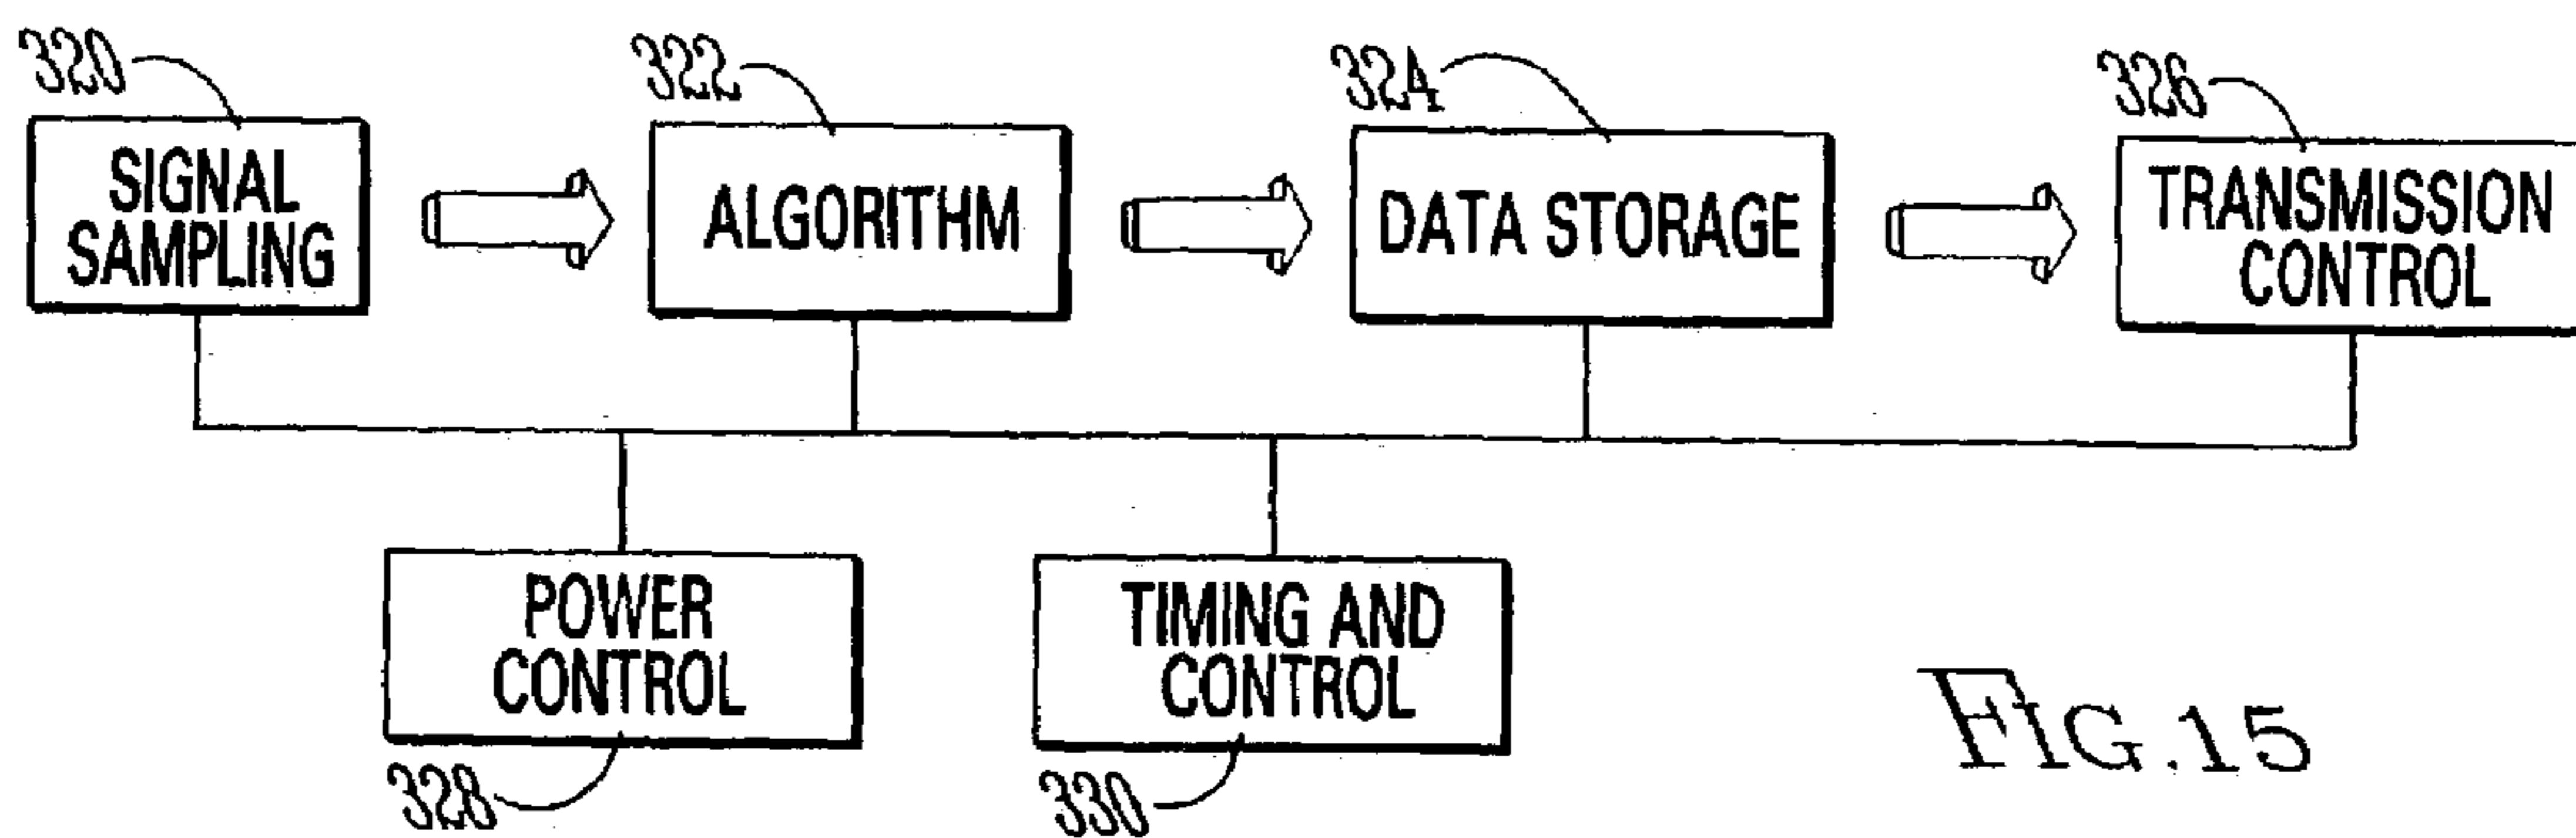 320
322
324
326
SIGNAL
SAMPLING
ALGORITHM
DATA STORAGE
TRANSMISSION
CONTROL
POWER
CONTROL
328
TIMING AND
CONTROL
330
FIG.15